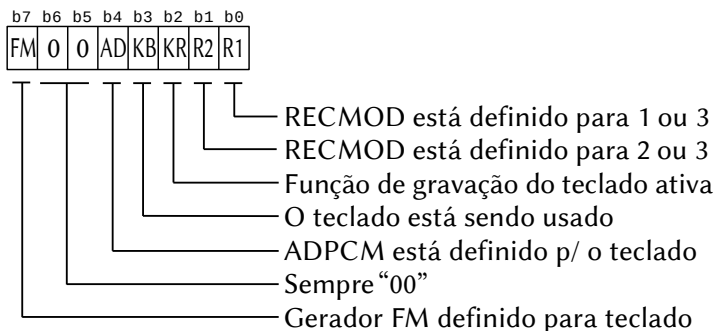 b7 b6 b5 b4 b3 b2 b1 b0
FM 0 0 AD KB KR R2 R1
RECMOD está definido para 1 ou 3
RECMOD está definido para 2 ou 3
Função de gravação do teclado ativa
O teclado está sendo usado
ADPCM está definido p/ o teclado
Sempre “00”
Gerador FM definido para teclado